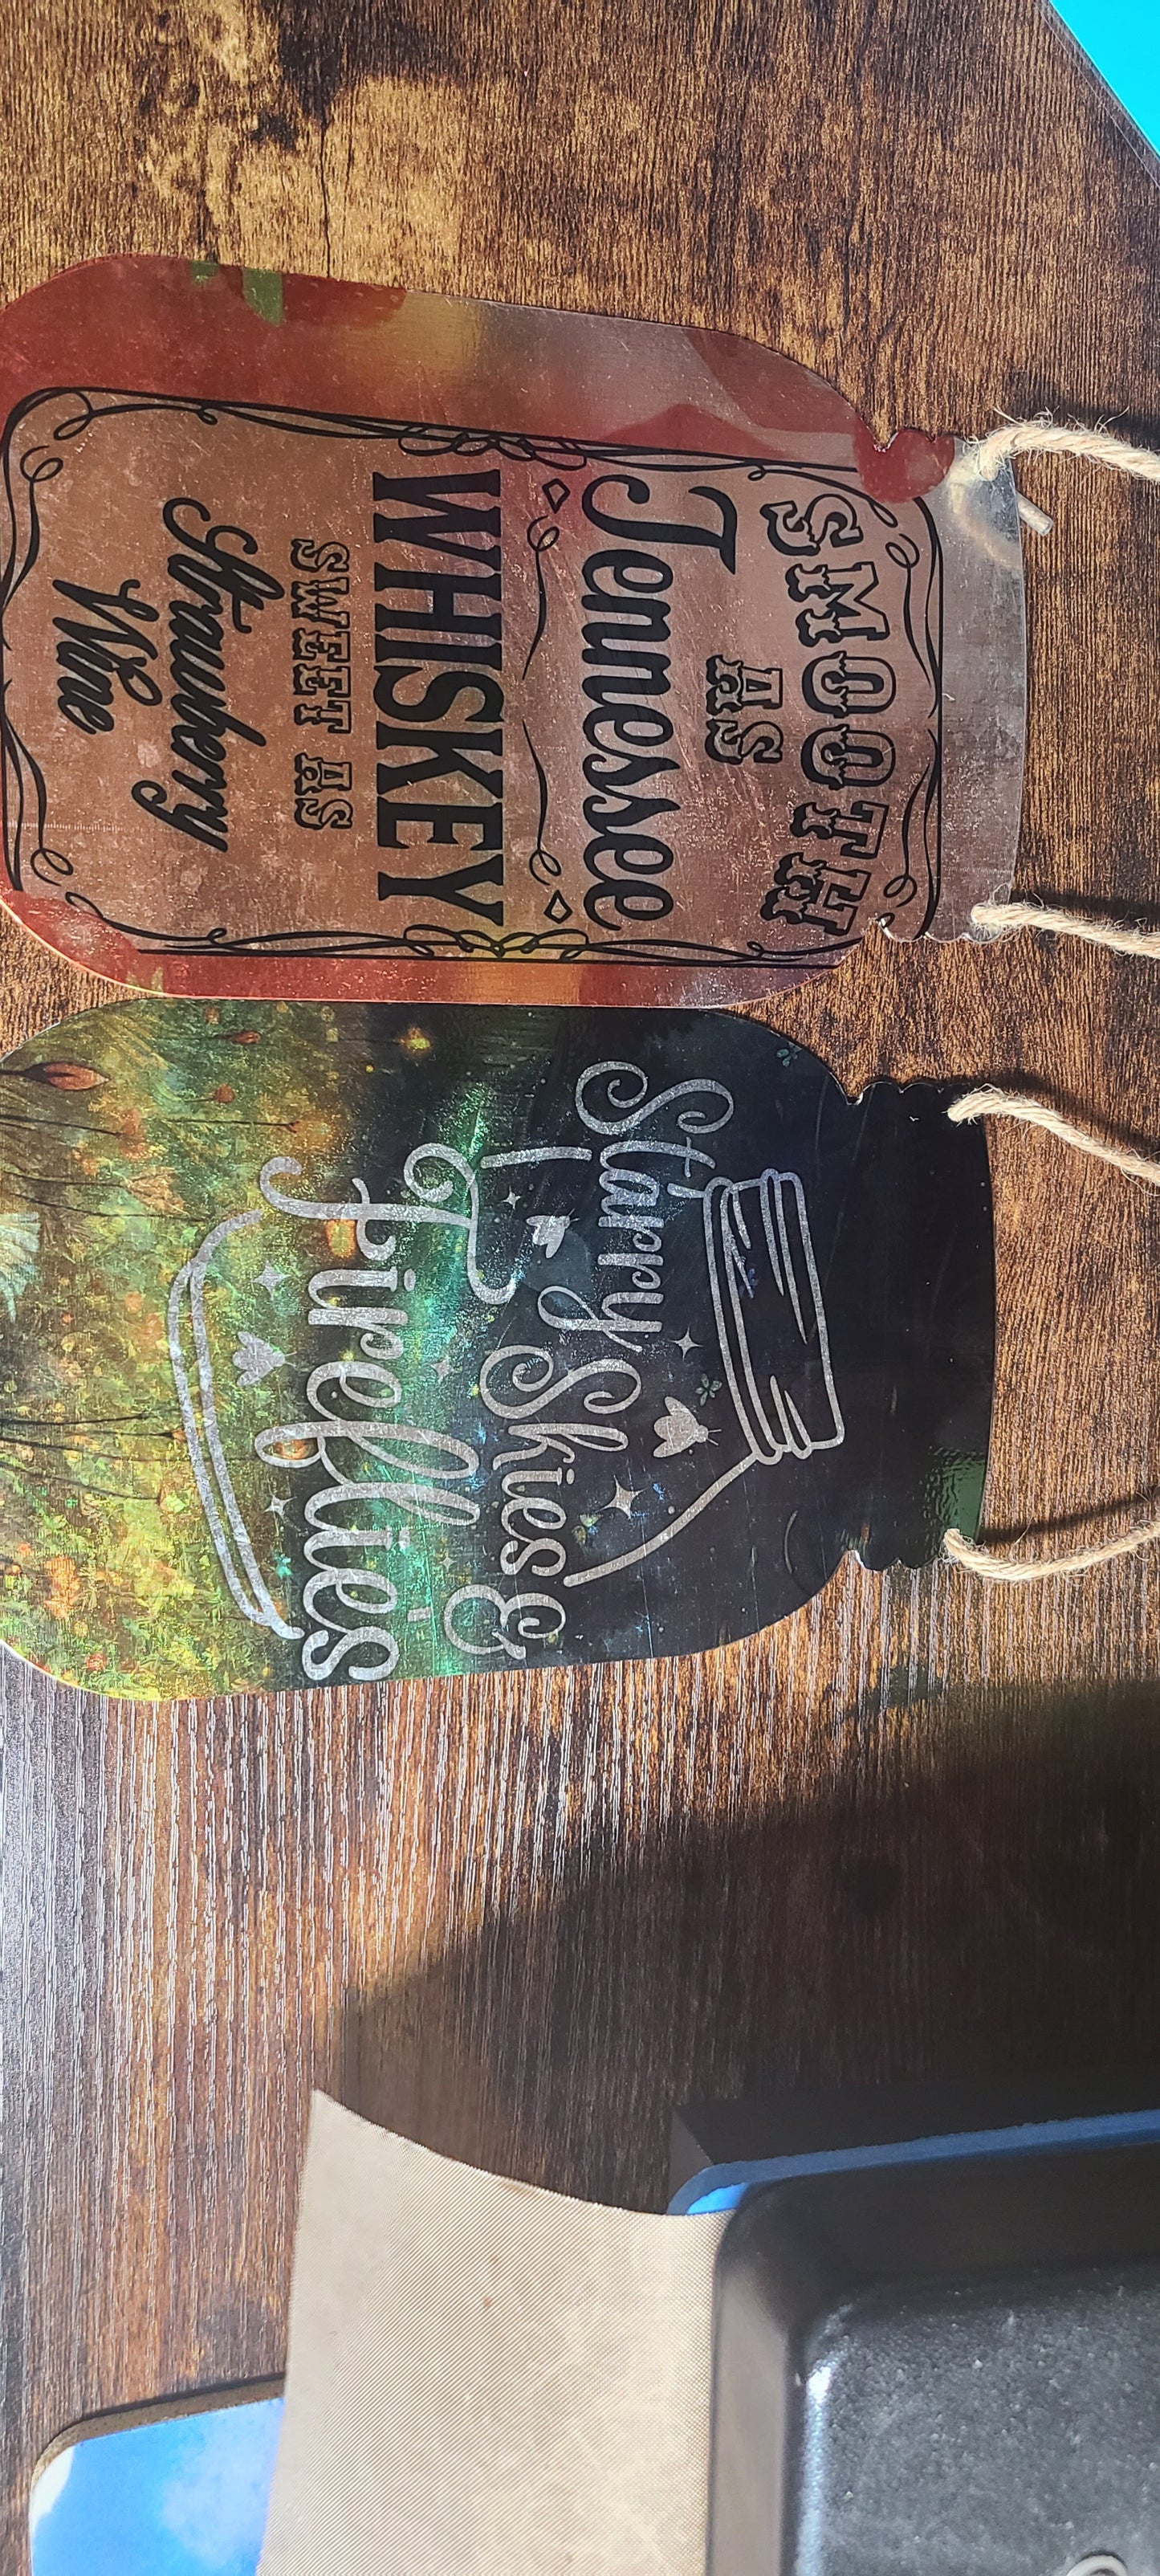 SMOOTH
AS
Tennessee
WHISKEY
SWEET AS
Strawberry
Wine
Starry Skies &
Fireflies